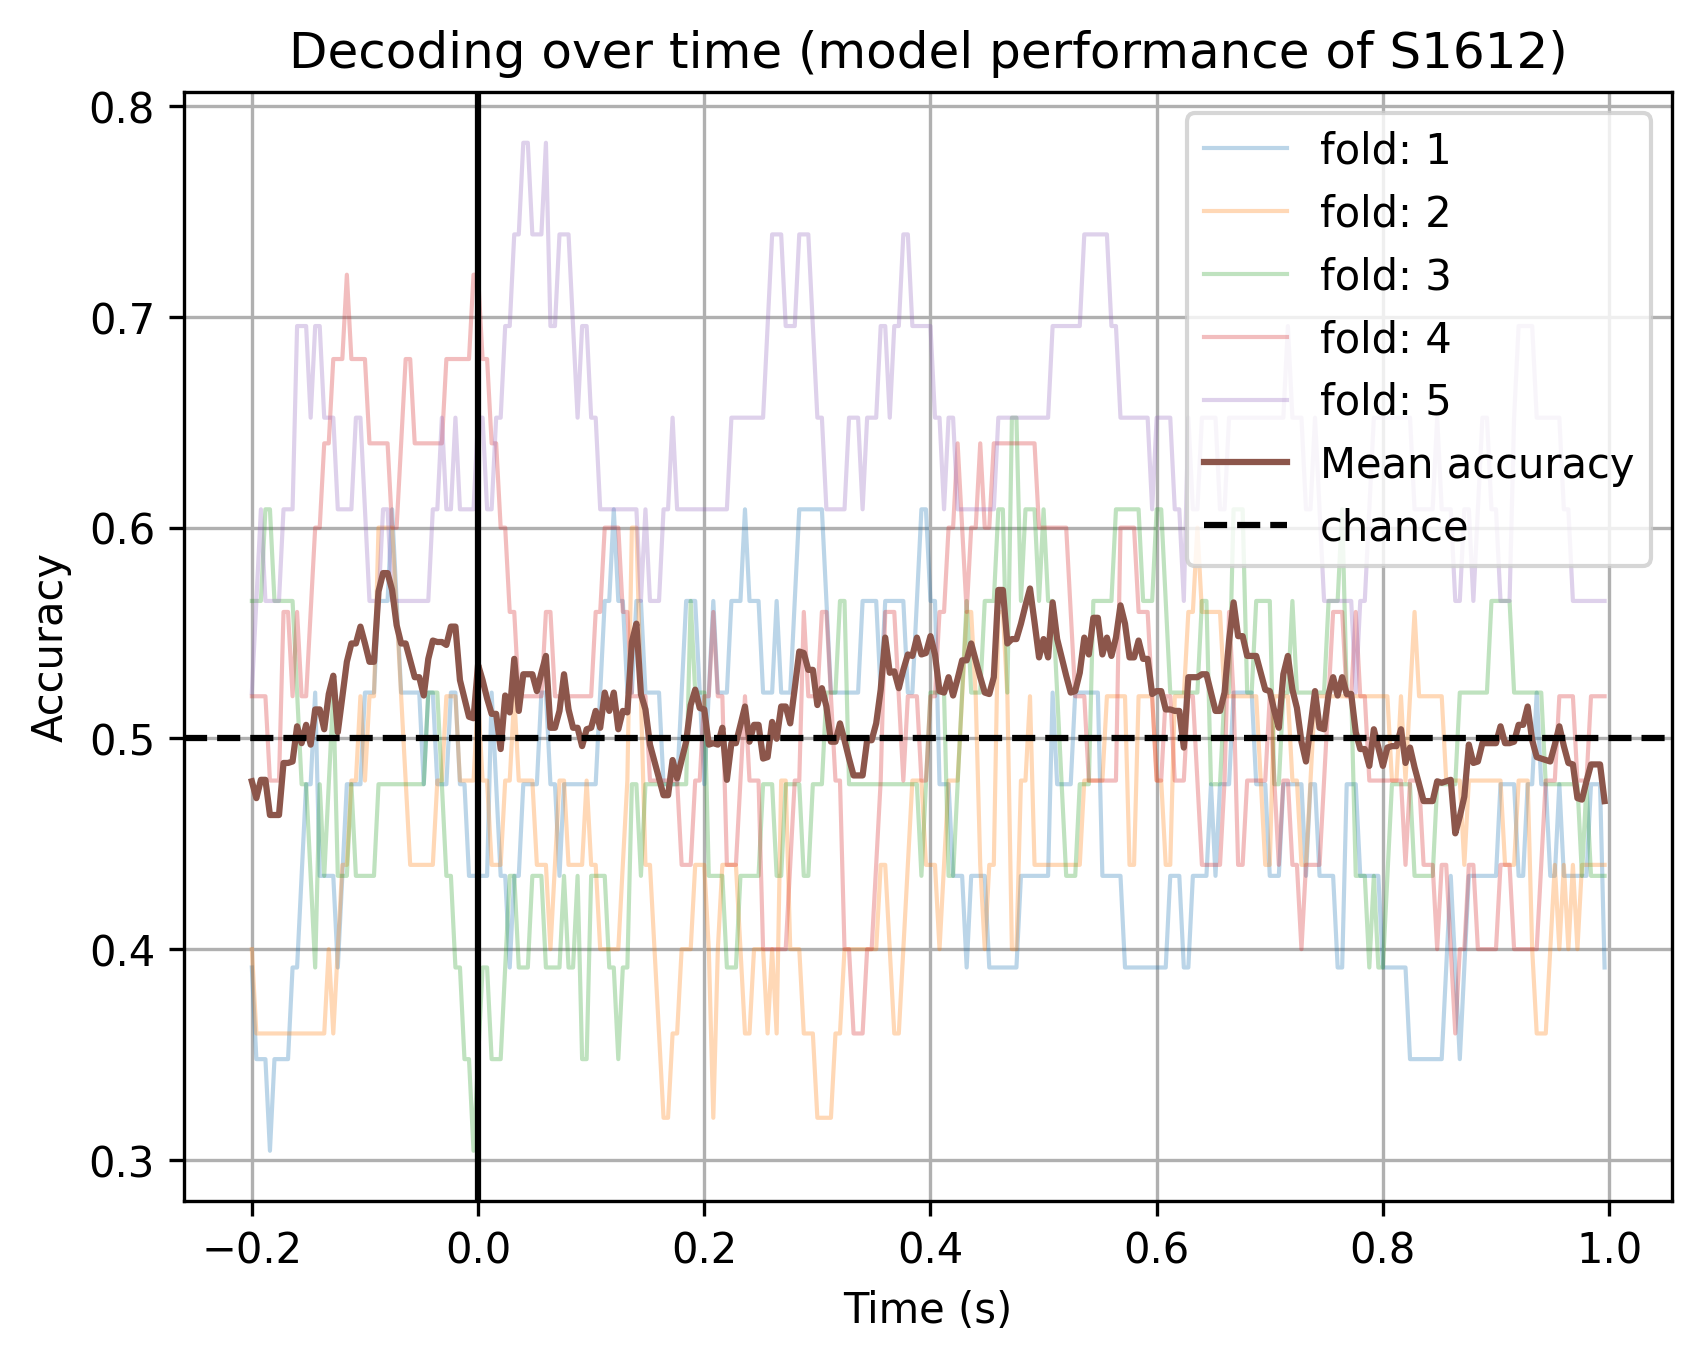 Decoding over time (model performance of S1612)
0.8
0.7
0.6
0.5
0.4
0.3
Accuracy
fold: 1
fold: 2
fold: 3
fold: 4
fold: 5
Mean accuracy
chance
−0.2 0.0 0.2 0.4 0.6 0.8 1.0
Time (s)